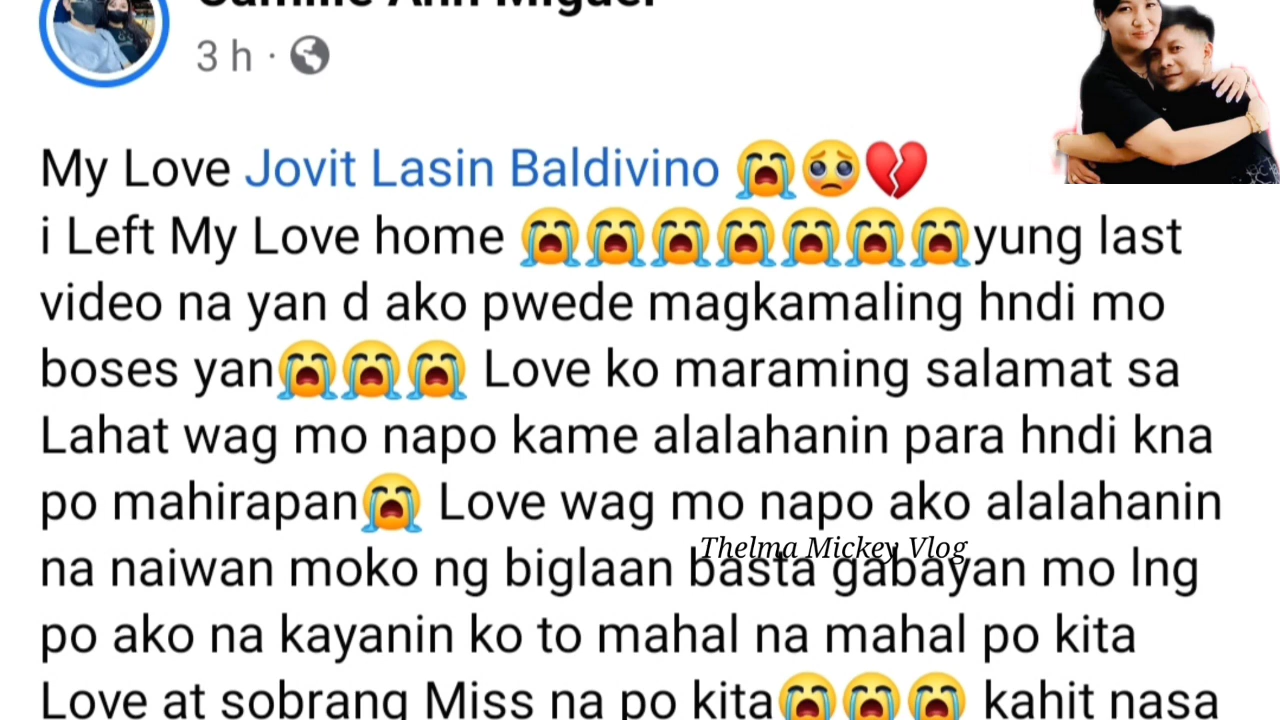 3 h ·
My Love Jovit Lasin Baldivino 😭🥺💔
i Left My Love home 😭😭😭😭😭😭😭yung last
video na yan d ako pwede magkamaling hndi mo
boses yan😭😭😭 Love ko maraming salamat sa
Lahat wag mo napo kame alalahanin para hndi kna
po mahirapan😭 Love wag mo napo ako alalahanin
Thelma Mickey Vlog
na naiwan moko ng biglaan basta gabayan mo lng
po ako na kayanin ko to mahal na mahal po kita
Love at sobrang Miss na po kita😭😭😭 kahit nasa